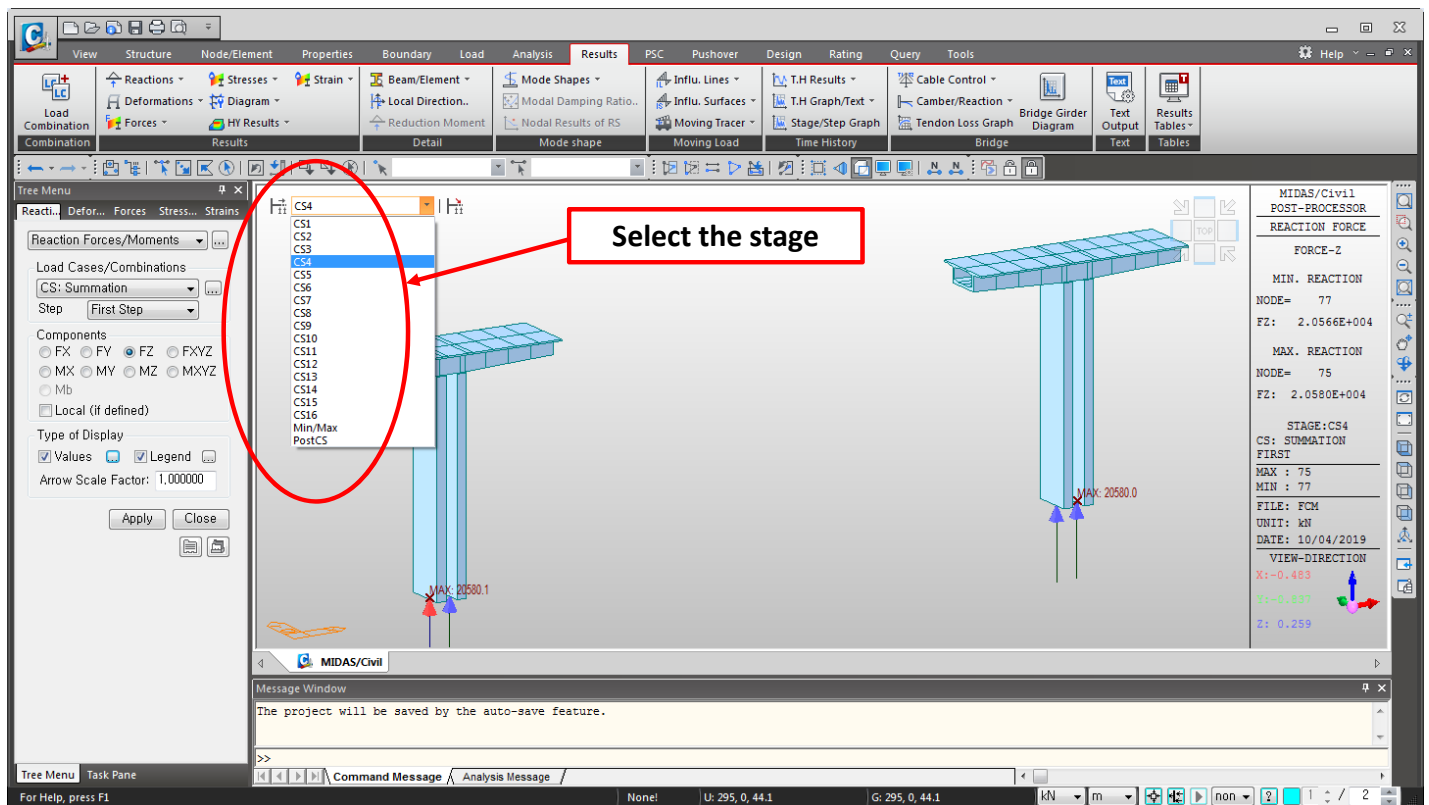 View Structure Node/Element Properties Boundary Load Analysis Results PSC Pushover Design Rating Query Tools Help
Load Combination
Reactions Stresses Strain Beam/Element Mode Shapes Influ. Lines T.H Results Cable Control
Deformations Diagram Local Direction.. Modal Damping Ratio.. Influ. Surfaces T.H Graph/Text Camber/Reaction
Forces HY Results Reduction Moment Nodal Results of RS Moving Tracer Stage/Step Graph Tendon Loss Graph
Bridge Girder Diagram
Text Output
Results Tables
Combination Results Detail Mode shape Moving Load Time History Bridge Text Tables
Tree Menu
Reacti... Defor... Forces Stress... Strains
Reaction Forces/Moments ...
Load Cases/Combinations
CS: Summation ...
Step First Step
Components
FX FY FZ FXYZ
MX MY MZ MXYZ
Mb
Local (if defined)
Type of Display
Values Legend
Arrow Scale Factor: 1,000000
Apply Close
Tree Menu Task Pane
CS4
CS1
CS2
CS3
CS4
CS5
CS6
CS7
CS8
CS9
CS10
CS11
CS12
CS13
CS14
CS15
CS16
Min/Max
PostCS
Select the stage
TOP
MAX: 20580.1
MAX: 20580.0
MIDAS/Civil
POST-PROCESSOR
REACTION FORCE
FORCE-Z
MIN. REACTION
NODE= 77
FZ: 2.0566E+004
MAX. REACTION
NODE= 75
FZ: 2.0580E+004
STAGE:CS4
CS: SUMMATION
FIRST
MAX : 75
MIN : 77
FILE: FCM
UNIT: kN
DATE: 10/04/2019
VIEW-DIRECTION
X:-0.483
Z: 0.259
MIDAS/Civil
Message Window
The project will be saved by the auto-save feature.
>>
Command Message Analysis Message
For Help, press F1 None! U: 295, 0, 44.1 G: 295, 0, 44.1 kN m non 1 / 2